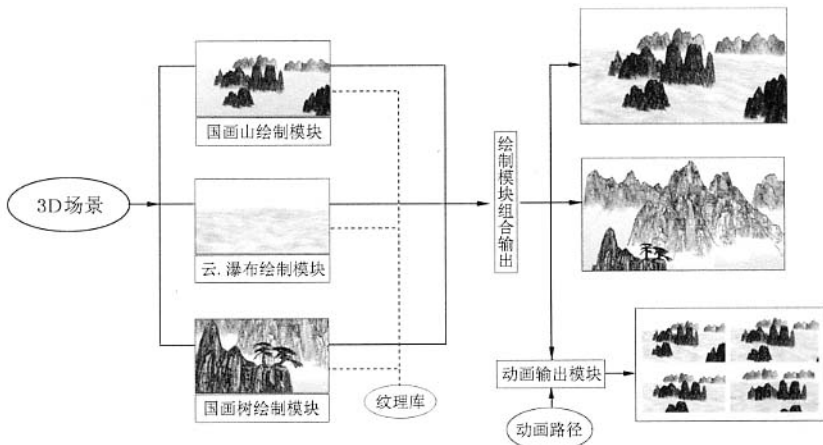 国画山绘制模块
3D场景
云.瀑布绘制模块
国画树绘制模块
纹理库
绘制模块组合输出
动画输出模块
动画路径